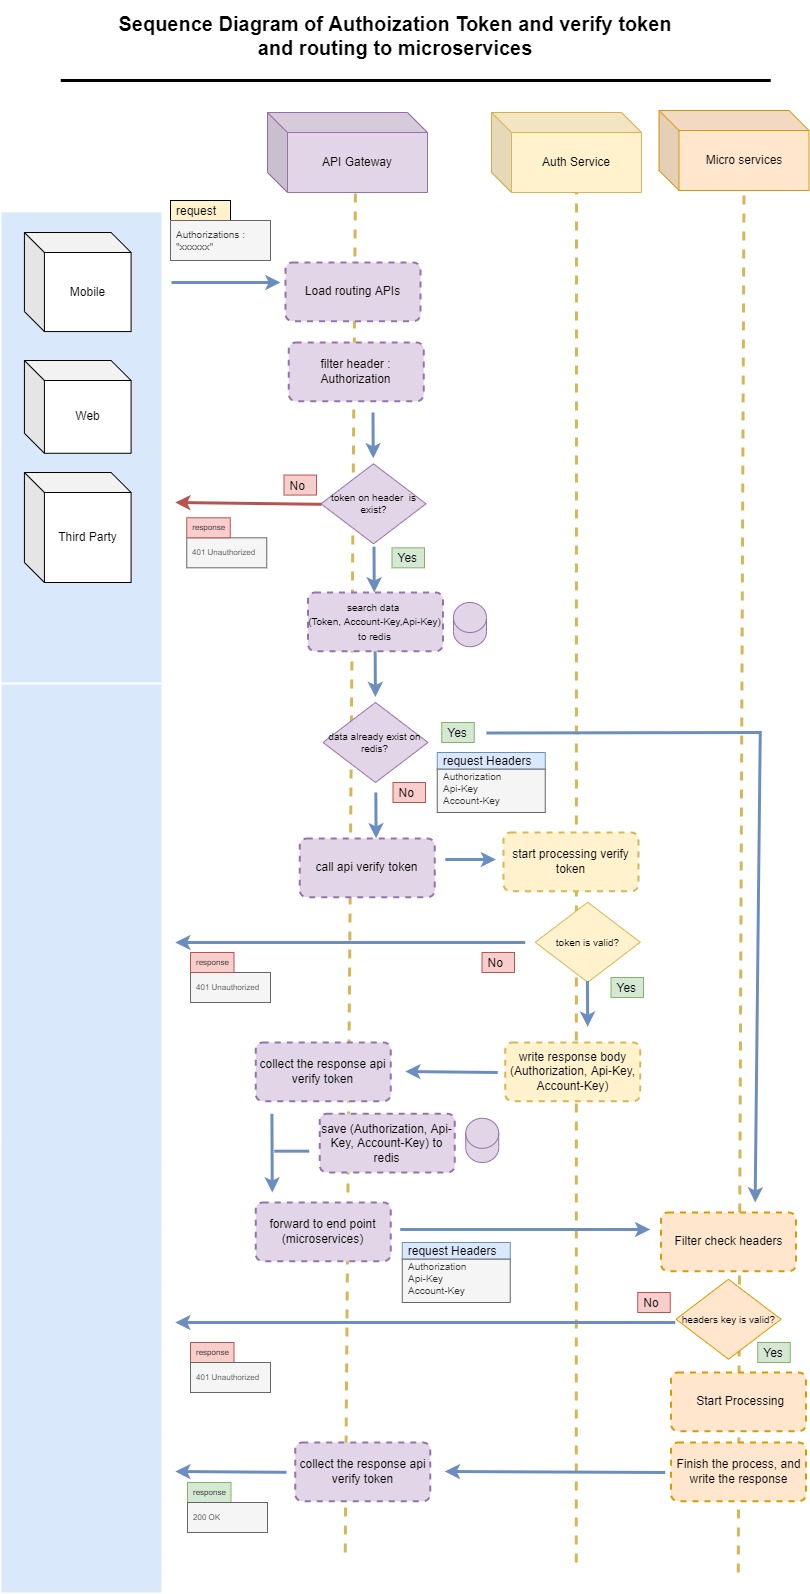 Sequence Diagram of Authoization Token and verify token
and routing to microservices
API Gateway
Auth Service
Micro services
request
Authorizations :
"xxxxxx"
Mobile
Load routing APIs
filter header :
Authorization
Web
No
token on header is
exist?
response
401 Unauthorized
Third Party
Yes
search data
(Token, Account-Key,Api-Key)
to redis
data already exist on
redis?
Yes
request Headers
Authorization
Api-Key
Account-Key
No
call api verify token
start processing verify
token
token is valid?
No
response
401 Unauthorized
Yes
collect the response api
verify token
write response body
(Authorization, Api-Key,
Account-Key)
save (Authorization, Api-
Key, Account-Key) to
redis
forward to end point
(microservices)
request Headers
Authorization
Api-Key
Account-Key
Filter check headers
No
headers key is valid?
response
401 Unauthorized
Yes
Start Processing
collect the response api
verify token
Finish the process, and
write the response
response
200 OK